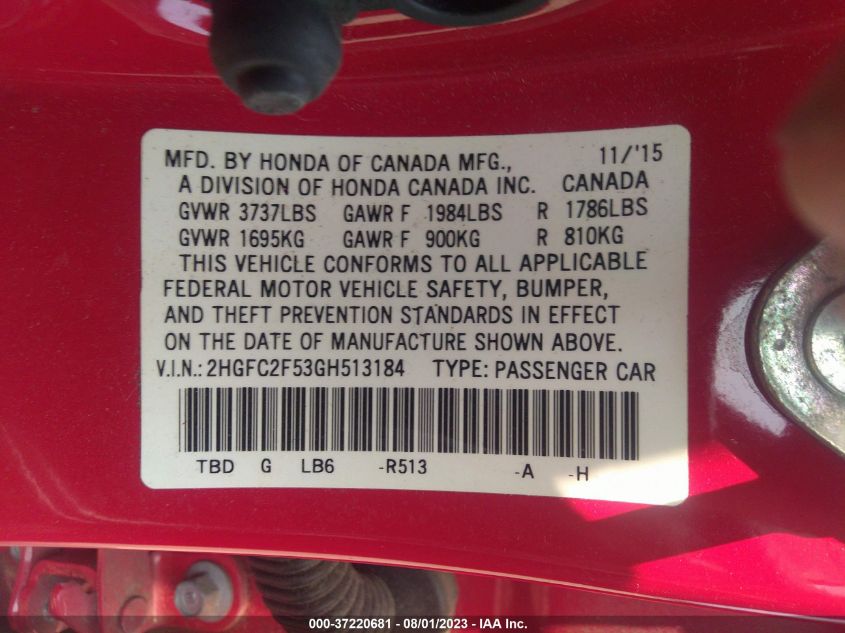 MFD. BY HONDA OF CANADA MFG., 11/'15
A DIVISION OF HONDA CANADA INC. CANADA
GVWR 3737LBS GAWR F 1984LBS R 1786LBS
GVWR 1695KG GAWR F 900KG R 810KG
THIS VEHICLE CONFORMS TO ALL APPLICABLE
FEDERAL MOTOR VEHICLE SAFETY, BUMPER,
AND THEFT PREVENTION STANDARDS IN EFFECT
ON THE DATE OF MANUFACTURE SHOWN ABOVE.
V.I.N.: 2HGFC2F53GH513184 TYPE: PASSENGER CAR
TBD G LB6 -R513 -A -H
000-37220681 - 08/01/2023 - IAA Inc.